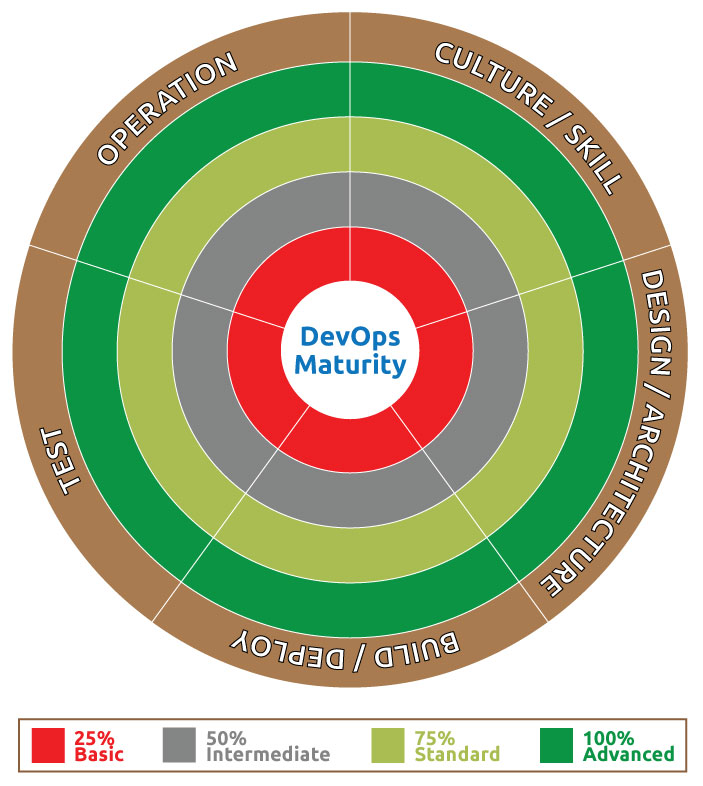 OPERATION
CULTURE / SKILL
DESIGN / ARCHITECTURE
BUILD / DEPLOY
TEST
DevOps
Maturity
25%
Basic
50%
Intermediate
75%
Standard
100%
Advanced